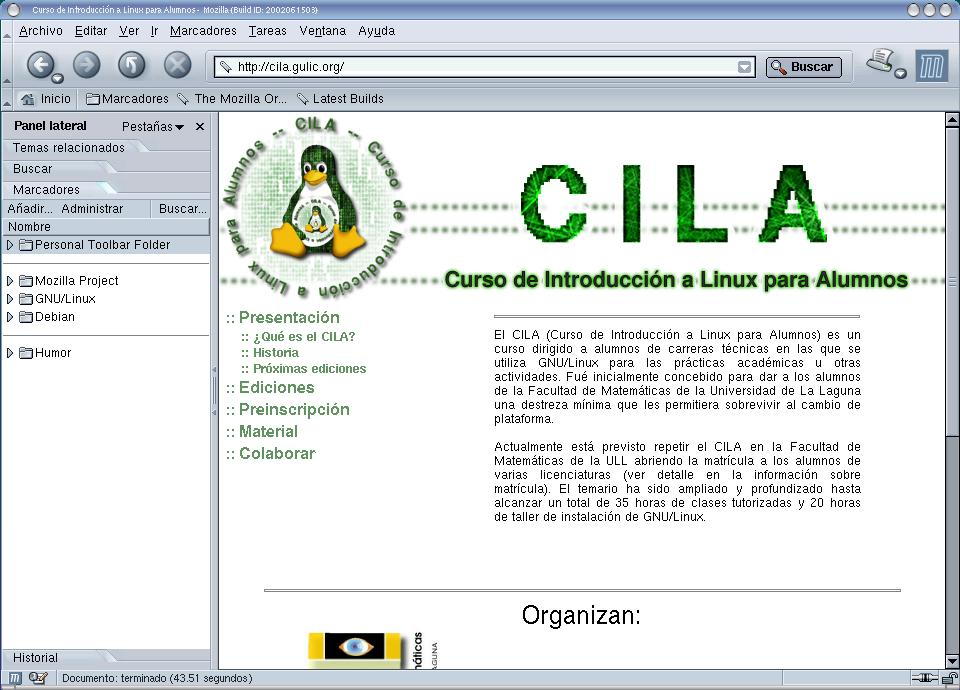 Curso de Introducción a Linux para Alumnos - Mozilla {Build ID: 2002061503}
Archivo Editar Ver Ir Marcadores Tareas Ventana Ayuda
http://cila.gulic.org/ Buscar
Inicio Marcadores The Mozilla Or... Latest Builds
Panel lateral Pestañas
Temas relacionados
Buscar
Marcadores
Añadir... Administrar Buscar...
Nombre
Personal Toolbar Folder
Mozilla Project
GNU/Linux
Debian
Humor
Historial
-- CILA -- Curso de Introducción a Linux para Alumnos
CILA
Curso de Introducción a Linux para Alumnos
:: Presentación
:: ¿Qué es el CILA?
:: Historia
:: Próximas ediciones
:: Ediciones
:: Preinscripción
:: Material
:: Colaborar
El CILA (Curso de Introducción a Linux para Alumnos) es un
curso dirigido a alumnos de carreras técnicas en las que se
utiliza GNU/Linux para las prácticas académicas u otras
actividades. Fué inicialmente concebido para dar a los alumnos
de la Facultad de Matemáticas de la Universidad de La Laguna
una destreza mínima que les permitiera sobrevivir al cambio de
plataforma.
Actualmente está previsto repetir el CILA en la Facultad de
Matemáticas de la ULL abriendo la matrícula a los alumnos de
varias licenciaturas (ver detalle en la información sobre
matrícula). El temario ha sido ampliado y profundizado hasta
alcanzar un total de 35 horas de clases tutorizadas y 20 horas
de taller de instalación de GNU/Linux.
Organizan:
áticas
AGUNA
Documento: terminado (43.51 segundos)